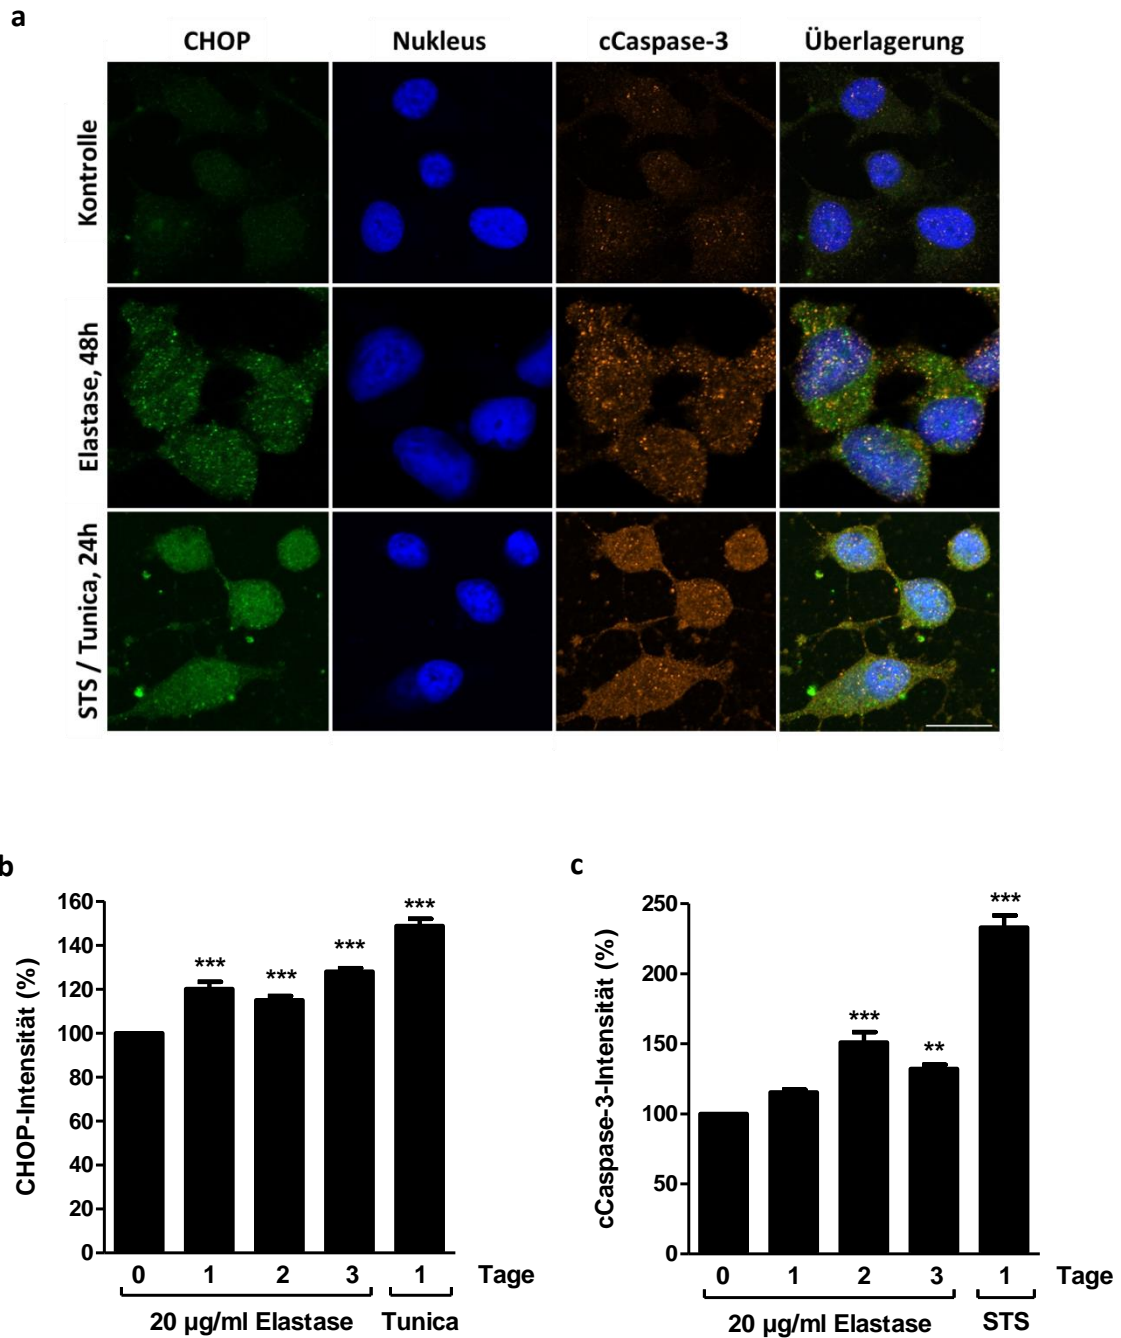 a
CHOP Nukleus cCaspase-3 Überlagerung
Kontrolle
Elastase, 48h
STS / Tunica, 24h
b
CHOP-Intensität (%)
160
140
120
100
80
60
40
20
0
*** *** *** ***
0 1 2 3 1 Tage
20 µg/ml Elastase Tunica
c
cCaspase-3-Intensität (%)
250
200
150
100
50
0
*** ** ***
0 1 2 3 1 Tage
20 µg/ml Elastase STS